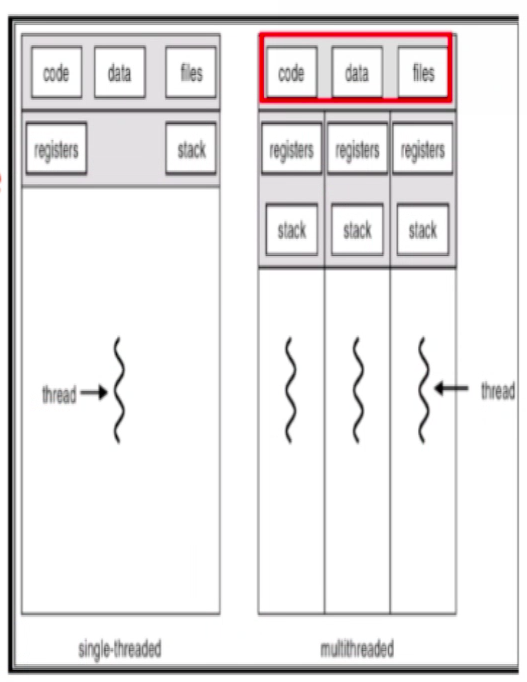 code data files
registers stack
thread
single-threaded
code data files
registers registers registers
stack stack stack
thread
multithreaded